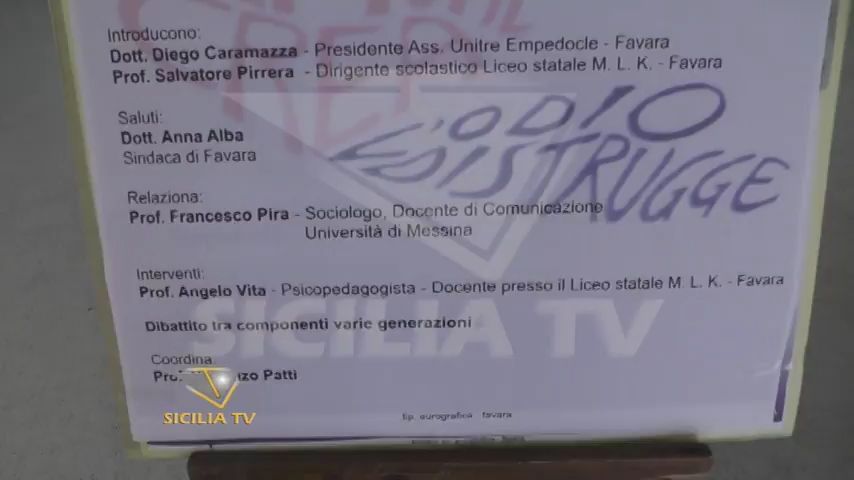 Introducono:
Dott. Diego Caramazza - Presidente Ass. Unitre Empedocle - Favara
Prof. Salvatore Pirrera - Dirigente scolastico Liceo statale M. L. K. - Favara
L'ODIO
DISTRUGGE
Saluti:
Dott. Anna Alba
Sindaca di Favara
Relaziona:
Prof. Francesco Pira - Sociologo, Docente di Comunicazione
Università di Messina
Interventi:
Prof. Angelo Vita - Psicopedagogista - Docente presso il Liceo statale M. L. K. - Favara
Dibattito tra componenti varie generazioni
SICILIA TV
Coordina:
Patti
SICILIA TV
tip. eurografica favara